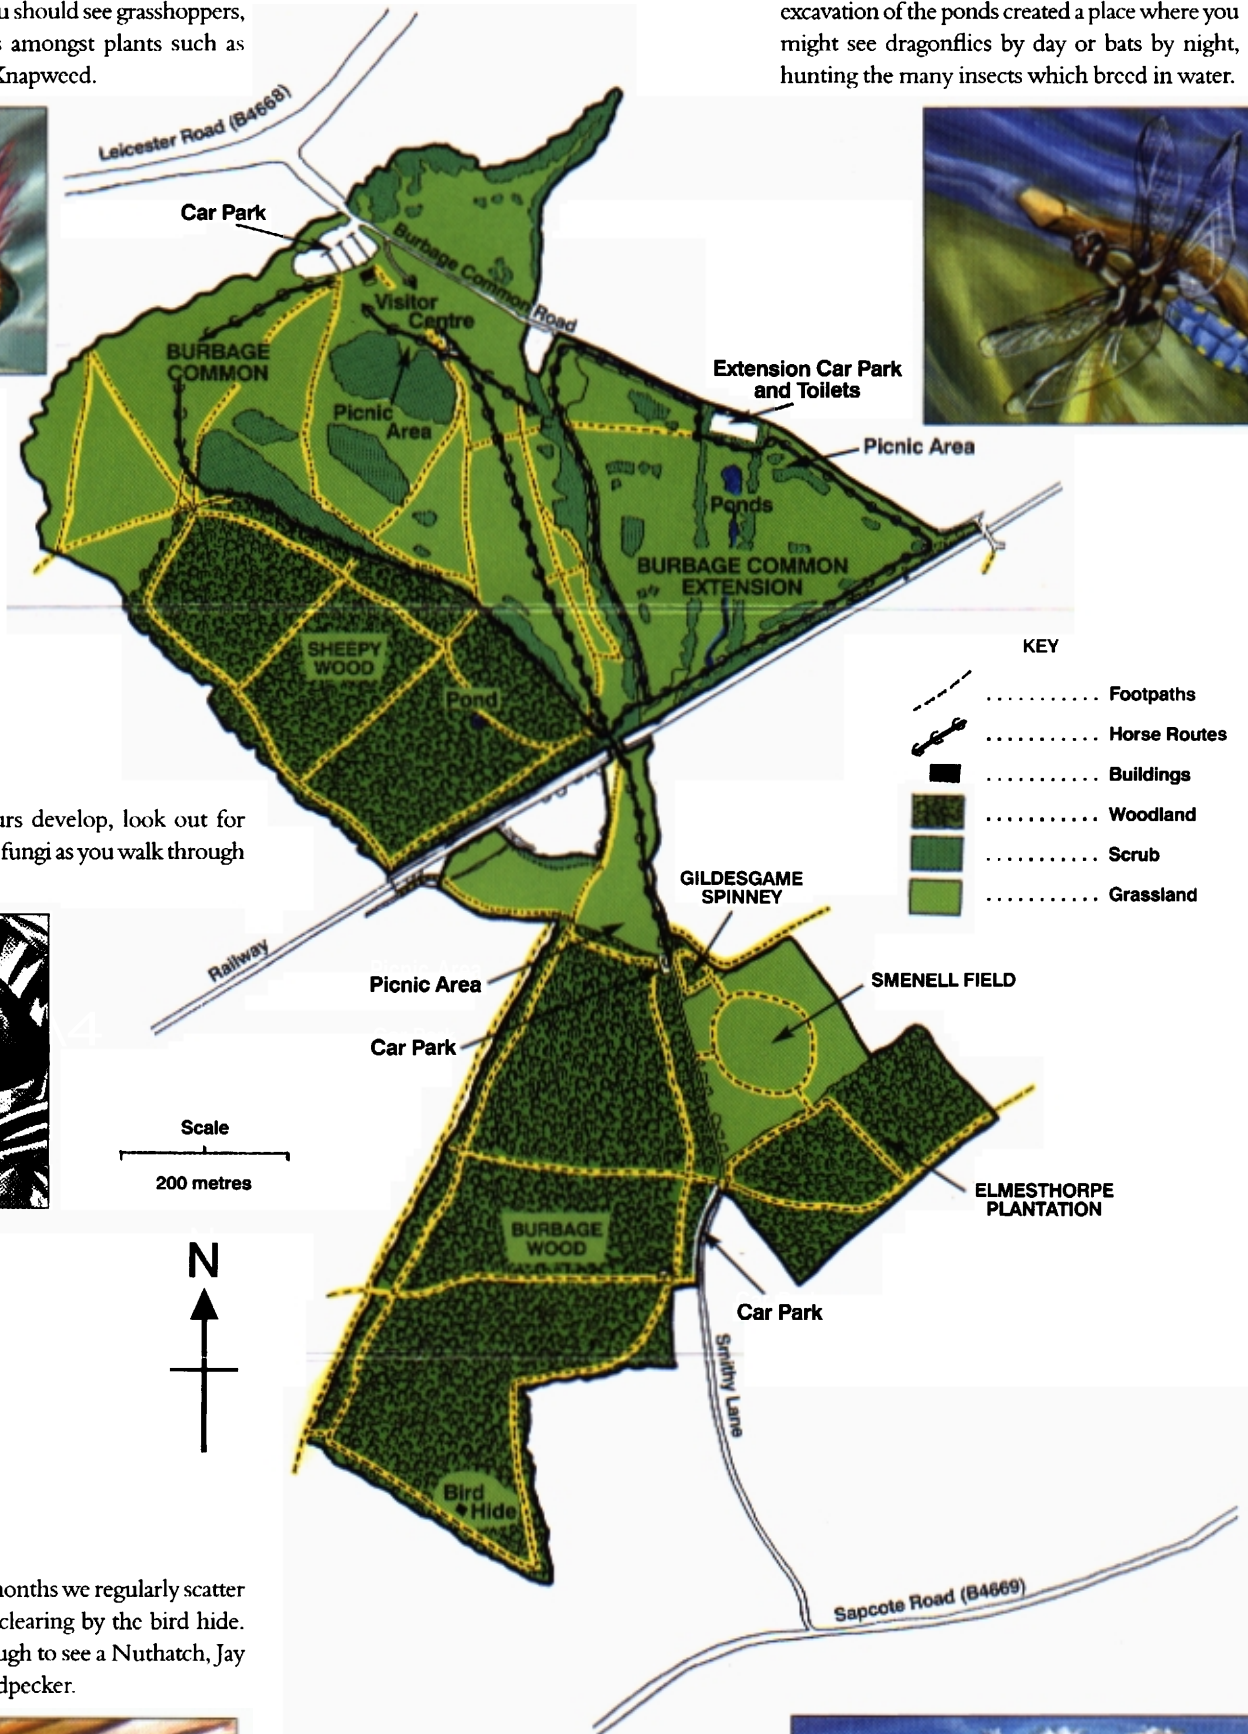 u should see grasshoppers,
s amongst plants such as
Knapweed.
excavation of the ponds created a place where you
might see dragonflies by day or bats by night,
hunting the many insects which breed in water.
Leicester Road (B4668)
Car Park
Burbage Common Road
Visitor
Centre
BURBAGE
COMMON
Picnic
Area
Extension Car Park
and Toilets
Picnic Area
Ponds
BURBAGE COMMON
EXTENSION
SHEEPY
WOOD
Pond
KEY
Footpaths
Horse Routes
Buildings
Woodland
Scrub
Grassland
urs develop, look out for
fungi as you walk through
GILDESGAME
SPINNEY
Railway
Picnic Area
SMENELL FIELD
Car Park
Scale
200 metres
ELMESTHORPE
PLANTATION
BURBAGE
WOOD
N
Car Park
Smithy Lane
Bird
Hide
Sapcote Road (B4669)
months we regularly scatter
clearing by the bird hide.
ugh to see a Nuthatch, Jay
dpecker.